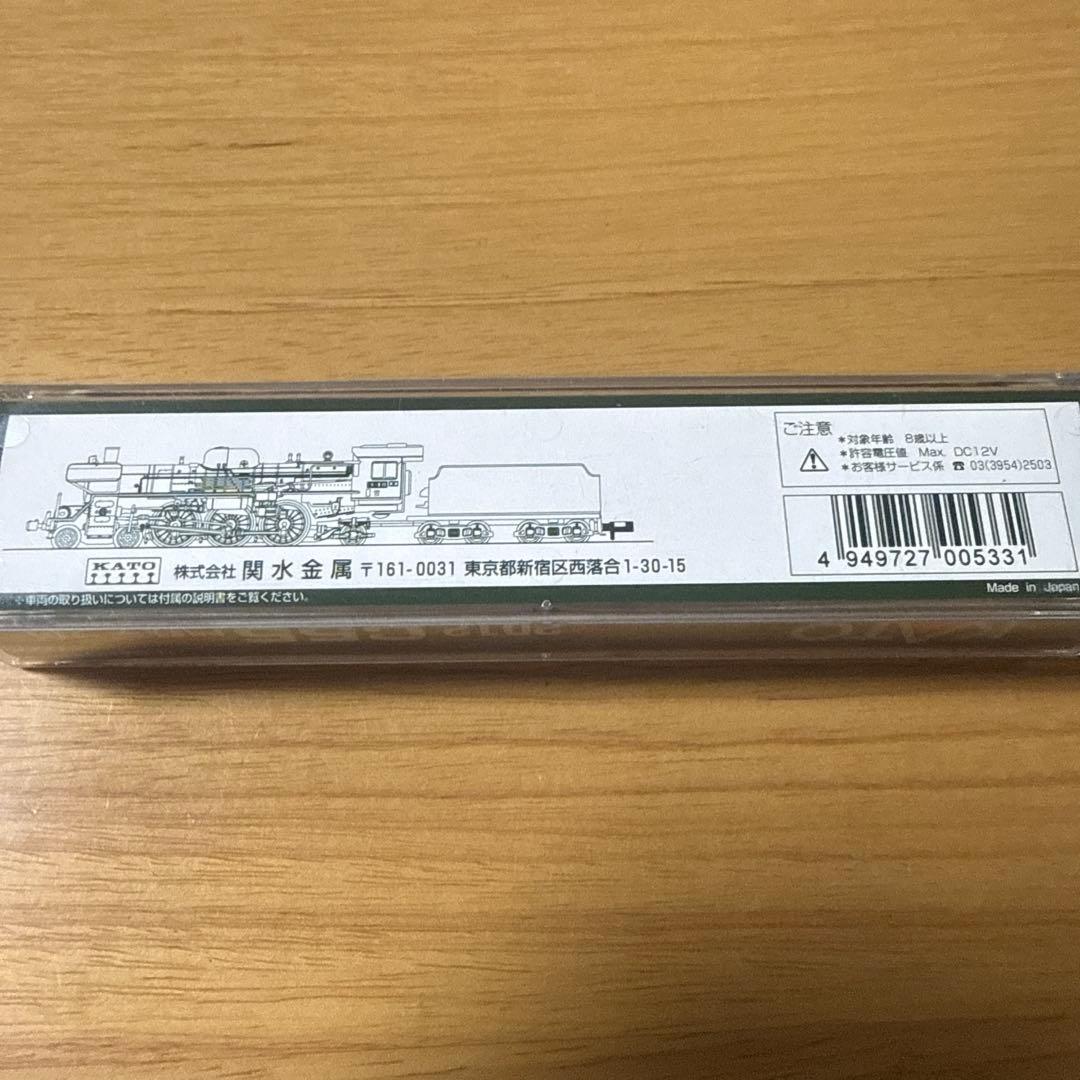 ご注意
*対象年齢 8歳以上
*許容電圧値 Max. DC12V
*お客様サービス係 ☎ 03(3954)2503
4 949727 005331
KATO
株式会社 関水金属 〒161-0031 東京都新宿区西落合1-30-15
※車両の取り扱いについては付属の説明書をご覧ください。
Made in Japan